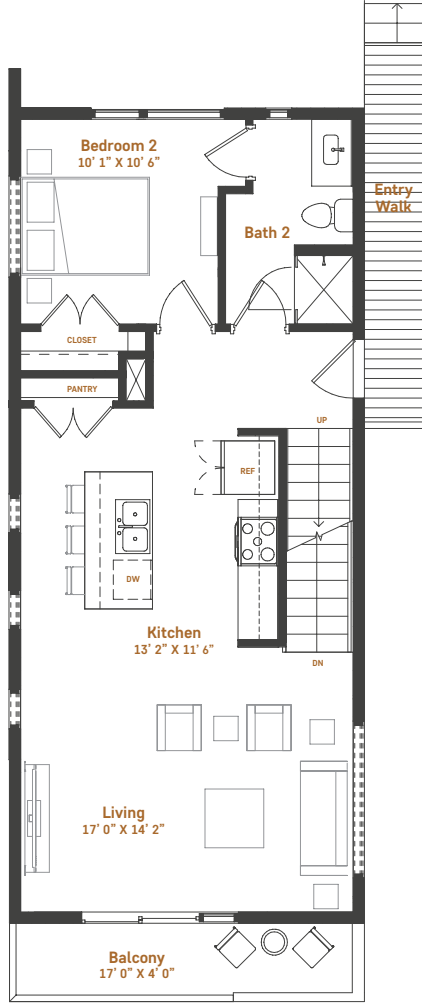 Bedroom 2
10' 1" X 10' 6"
Entry
Walk
Bath 2
CLOSET
PANTRY
UP
REF
DW
Kitchen
13' 2" X 11' 6"
DN
Living
17' 0" X 14' 2"
Balcony
17' 0" X 4' 0"